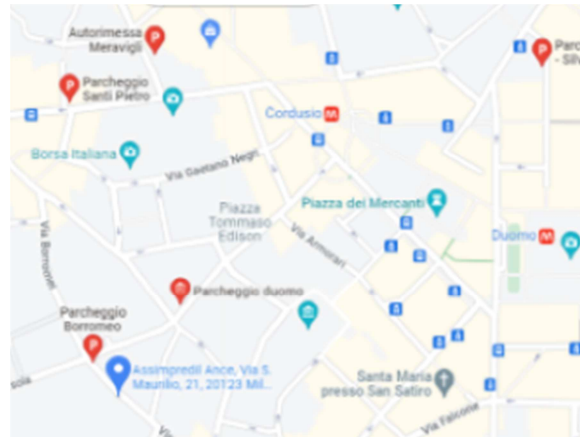 Autorimessa
Meravigli
Parc
- Silv
Parcheggio
Santi Pietro
Cordusio M
Borsa Italiana
Via Gaetano Negri
Piazza dei Mercanti
Piazza
Tommaso
Edison
Via Armorari
Duomo M
Via Borromei
Parcheggio duomo
Parcheggio
Borromeo
Assimpredil Ance, Via S.
Maurilio, 21, 20123 Mil...
sola
Santa Maria
presso San Satiro
Via Falcone